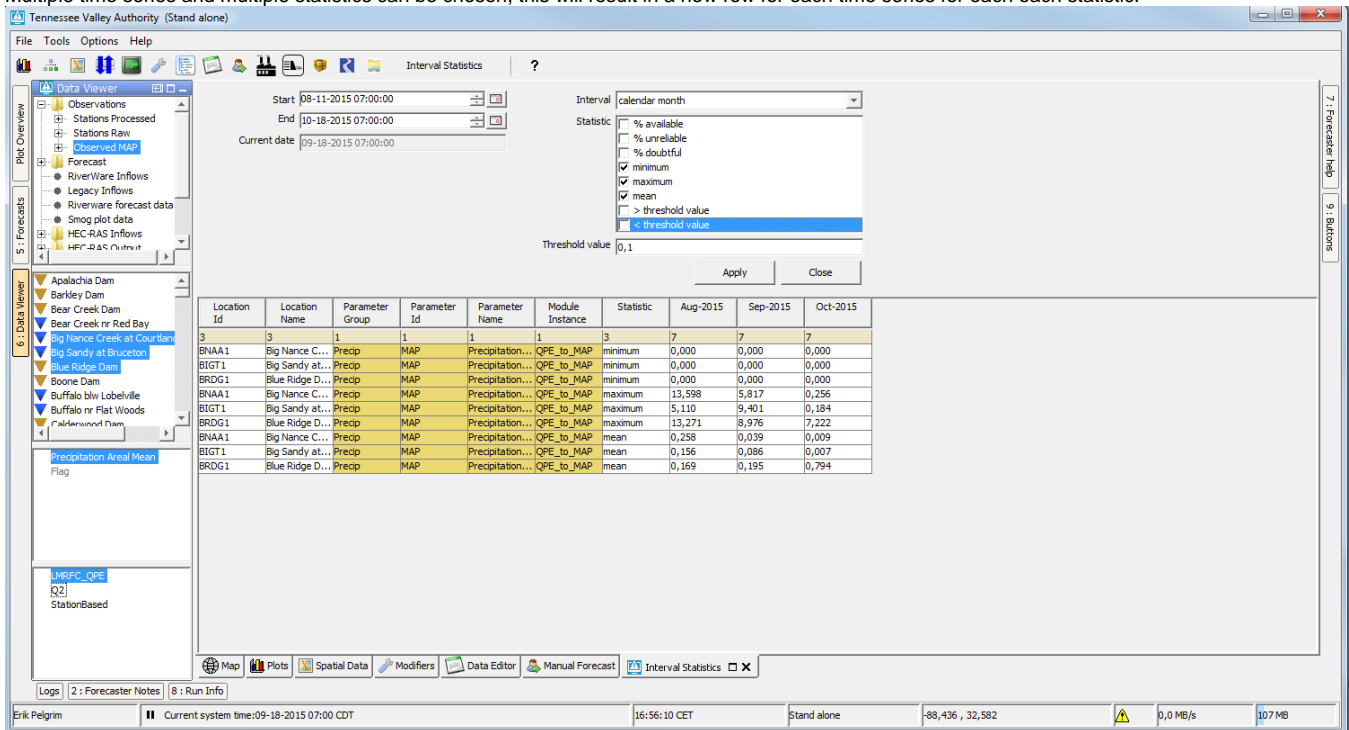 Multiple time series and multiple statistics can be chosen, this will result in a new row for each time series for each each statistic.
Tennessee Valley Authority (Stand alone)
File Tools Options Help
Interval Statistics ?
Plot Overview
5 : Forecasts
6 : Data Viewer
Data Viewer
Observations
Stations Processed
Stations Raw
Observed MAP
Forecast
RiverWare Inflows
Legacy Inflows
Riverware forecast data
Smog plot data
HEC-RAS Inflows
HEC-RAS Output
Apalachia Dam
Barkley Dam
Bear Creek Dam
Bear Creek nr Red Bay
Big Nance Creek at Courtland
Big Sandy at Bruceton
Blue Ridge Dam
Boone Dam
Buffalo blw Lobelville
Buffalo nr Flat Woods
Calderwood Dam
Precipitation Areal Mean
Flag
LMRFC_QPE
Q2
StationBased
Start 08-11-2015 07:00:00
End 10-18-2015 07:00:00
Current date 09-18-2015 07:00:00
Interval calendar month
Statistic
% available
% unreliable
% doubtful
minimum
maximum
mean
> threshold value
< threshold value
Threshold value 0,1
Apply Close
Location Id Location Name Parameter Group Parameter Id Parameter Name Module Instance Statistic Aug-2015 Sep-2015 Oct-2015
3 3 1 1 1 1 3 7 7 7
BNAA1 Big Nance C... Precip MAP Precipitation... QPE_to_MAP minimum 0,000 0,000 0,000
BIGT1 Big Sandy at... Precip MAP Precipitation... QPE_to_MAP minimum 0,000 0,000 0,000
BRDG1 Blue Ridge D... Precip MAP Precipitation... QPE_to_MAP minimum 0,000 0,000 0,000
BNAA1 Big Nance C... Precip MAP Precipitation... QPE_to_MAP maximum 13,598 5,817 0,256
BIGT1 Big Sandy at... Precip MAP Precipitation... QPE_to_MAP maximum 5,110 9,401 0,184
BRDG1 Blue Ridge D... Precip MAP Precipitation... QPE_to_MAP maximum 13,271 8,976 7,222
BNAA1 Big Nance C... Precip MAP Precipitation... QPE_to_MAP mean 0,258 0,039 0,009
BIGT1 Big Sandy at... Precip MAP Precipitation... QPE_to_MAP mean 0,156 0,086 0,007
BRDG1 Blue Ridge D... Precip MAP Precipitation... QPE_to_MAP mean 0,169 0,195 0,794
7 : Forecaster help
9 : Buttons
Map Plots Spatial Data Modifiers Data Editor Manual Forecast Interval Statistics
Logs 2 : Forecaster Notes 8 : Run Info
Erik Pelgrim Current system time:09-18-2015 07:00 CDT 16:56:10 CET Stand alone -88,436 , 32,582 0,0 MB/s 107 MB